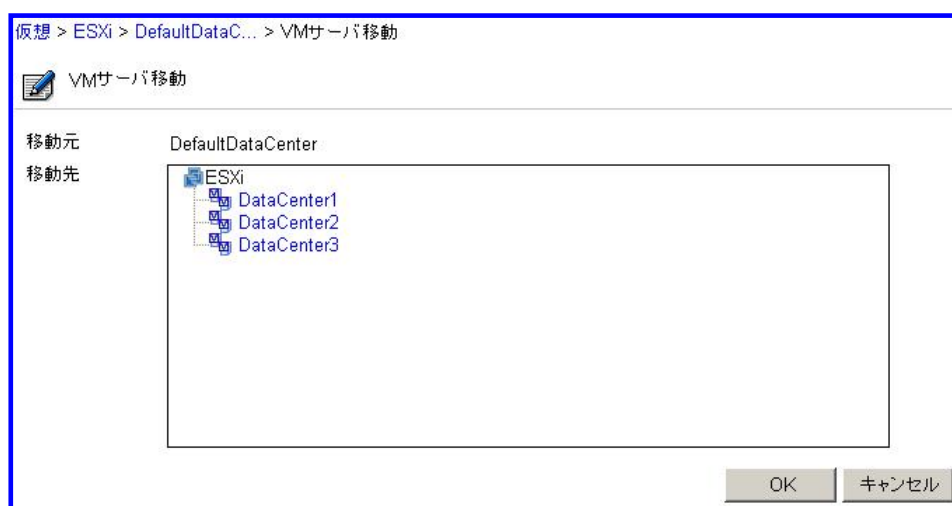 仮想 > ESXi > DefaultDataC... > VMサーバ移動
VMサーバ移動
移動元 DefaultDataCenter
移動先
ESXi
DataCenter1
DataCenter2
DataCenter3
OK キャンセル